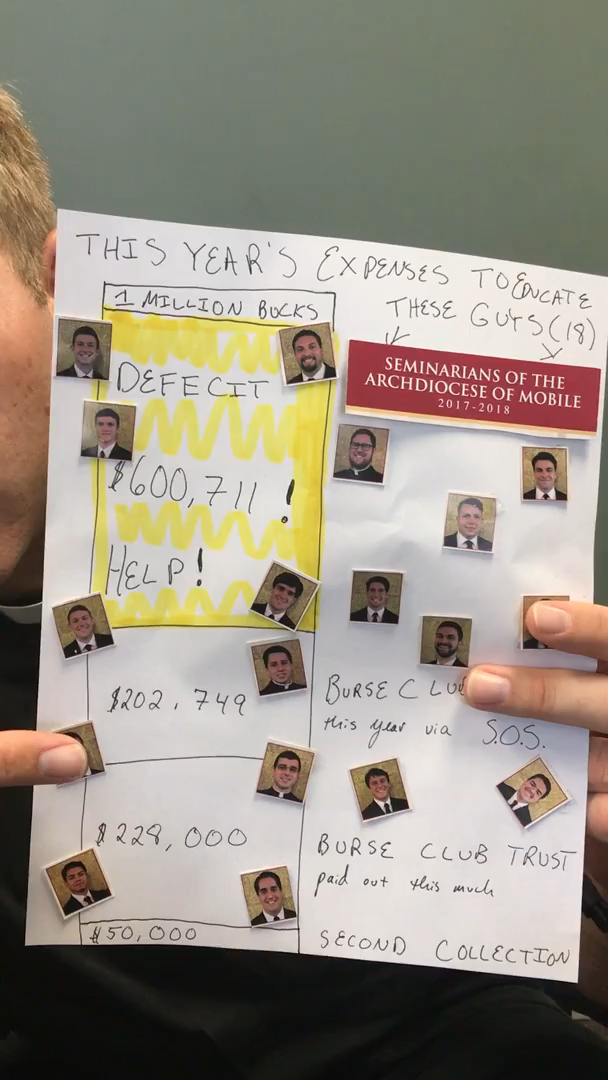 THIS YEAR'S EXPENSES TO EDUCATE
THESE GUYS (18)
1 MILLION BUCKS
SEMINARIANS OF THE
ARCHDIOCESE OF MOBILE
2017-2018
DEFECIT
$600,711!
HELP!
$202,749
BURSE CLUB
this year via S.O.S.
$228,000
BURSE CLUB TRUST
paid out this much
$50,000
SECOND COLLECTION